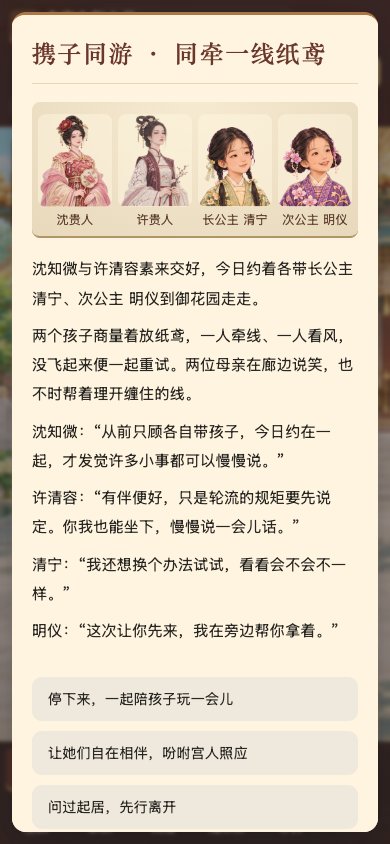 携子同游 · 同牵一线纸鸢
沈贵人
许贵人
长公主 清宁
次公主 明仪
沈知微与许清容素来交好，今日约着各带长公主
清宁、次公主 明仪到御花园走走。
两个孩子商量着放纸鸢，一人牵线、一人看风，
没飞起来便一起重试。两位母亲在廊边说笑，也
不时帮着理开缠住的线。
沈知微：“从前只顾各自带孩子，今日约在一
起，才发觉许多小事都可以慢慢说。”
许清容：“有伴便好，只是轮流的规矩要先说
定。你我也能坐下，慢慢说一会儿话。”
清宁：“我还想换个办法试试，看看会不会不一
样。”
明仪：“这次让你先来，我在旁边帮你拿着。”
停下来，一起陪孩子玩一会儿
让她们自在相伴，吩咐宫人照应
问过起居，先行离开